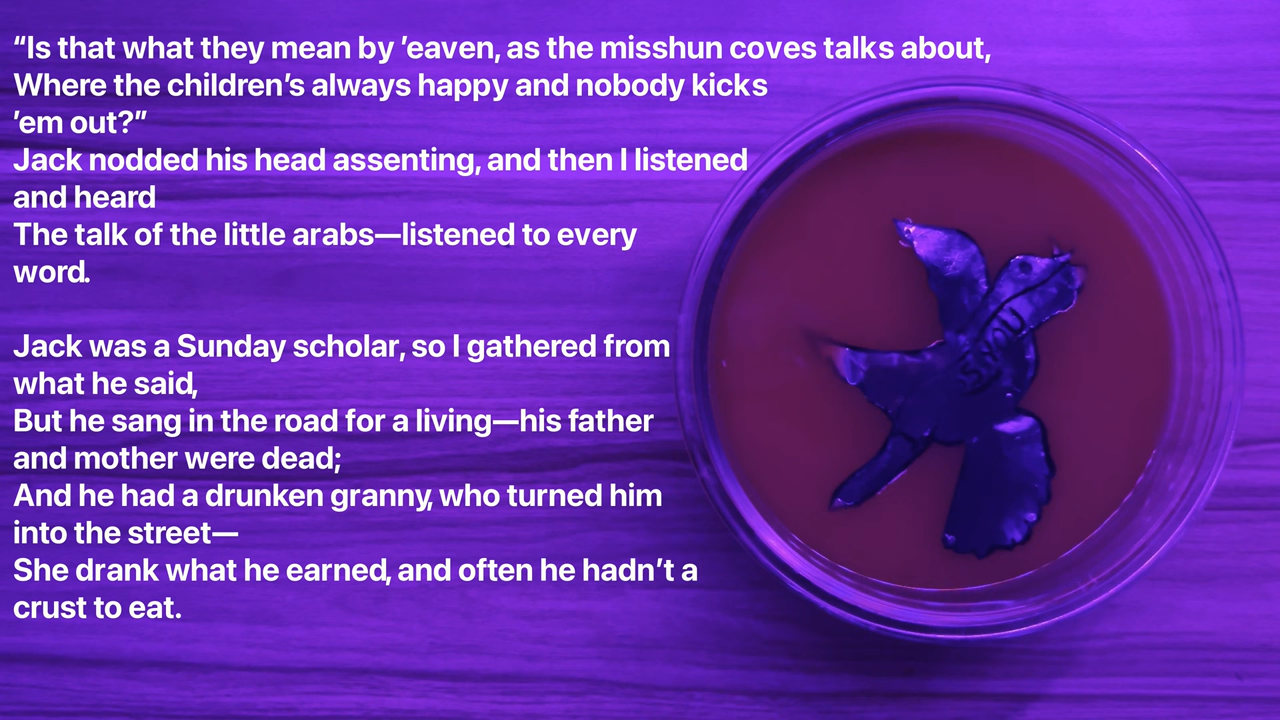 “Is that what they mean by ’eaven, as the misshun coves talks about,
Where the children’s always happy and nobody kicks
’em out?”
Jack nodded his head assenting, and then I listened
and heard
The talk of the little arabs—listened to every
word.
Jack was a Sunday scholar, so I gathered from
what he said,
But he sang in the road for a living—his father
and mother were dead;
And he had a drunken granny, who turned him
into the street—
She drank what he earned, and often he hadn’t a
crust to eat.